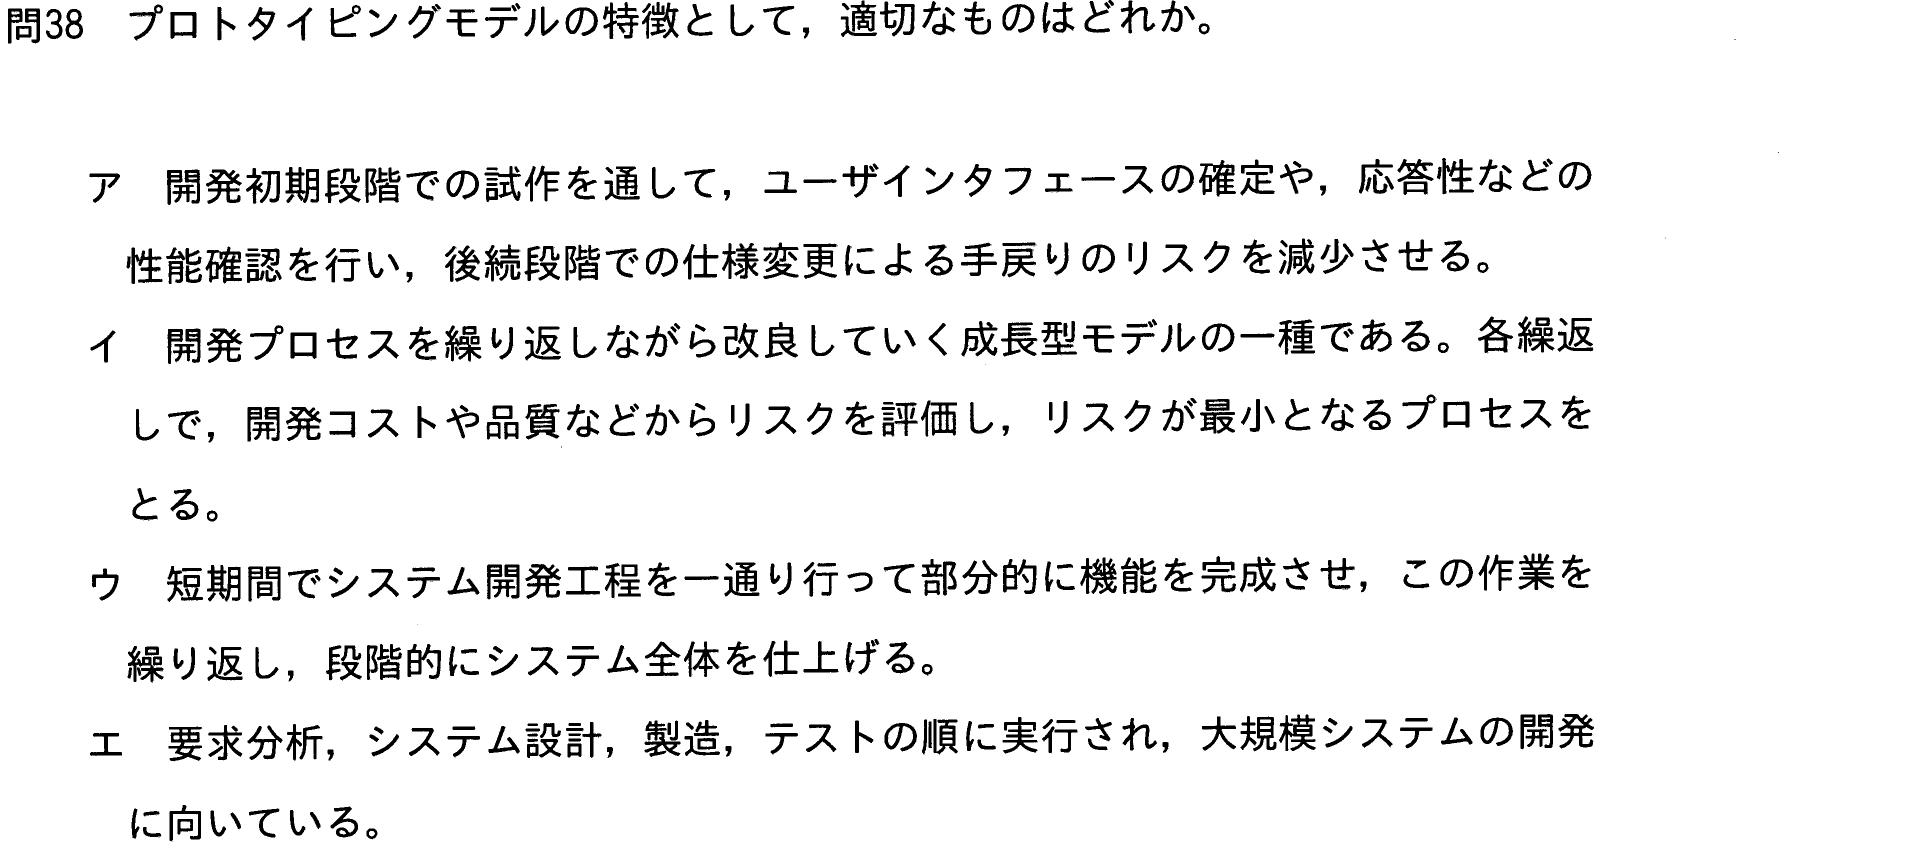 問38　プロトタイピングモデルの特徴として，適切なものはどれか。
ア　開発初期段階での試作を通して，ユーザインタフェースの確定や，応答性などの
性能確認を行い，後続段階での仕様変更による手戻りのリスクを減少させる。
イ　開発プロセスを繰り返しながら改良していく成長型モデルの一種である。各繰返
しで，開発コストや品質などからリスクを評価し，リスクが最小となるプロセスを
とる。
ウ　短期間でシステム開発工程を一通り行って部分的に機能を完成させ，この作業を
繰り返し，段階的にシステム全体を仕上げる。
エ　要求分析，システム設計，製造，テストの順に実行され，大規模システムの開発
に向いている。